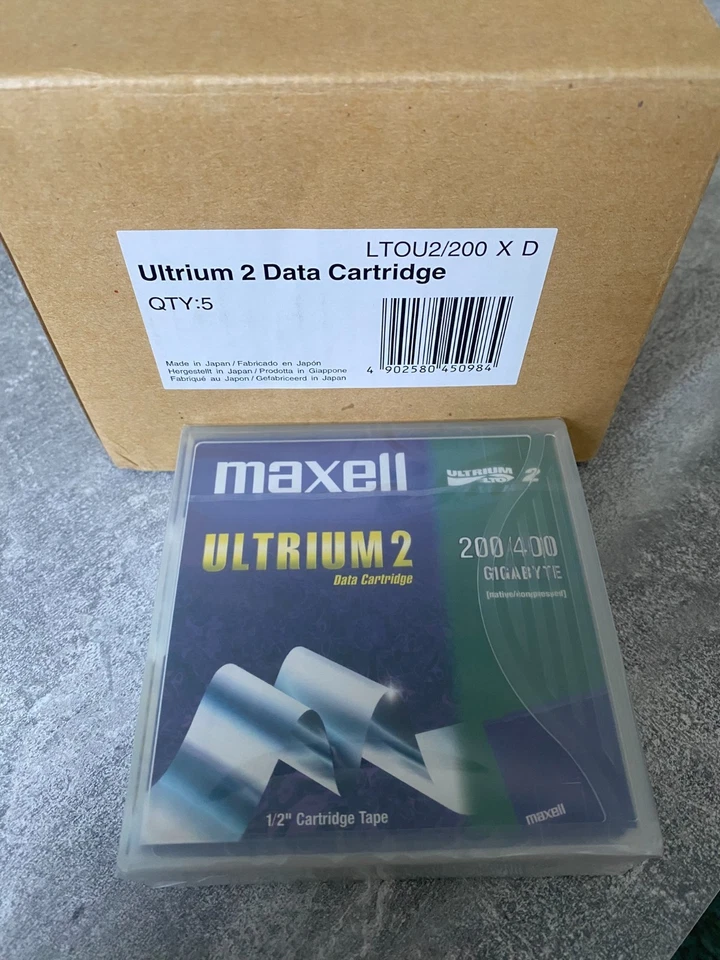 LTOU2/200 X D
Ultrium 2 Data Cartridge
QTY:5
Made in Japan/Fabricado en Japón
Hergestellt in Japan/Prodotta in Giappone
Fabriqué au Japon/Gefabriceerd in Japan
4 902580 450984
maxell
ULTRIUM LTO 2
ULTRIUM 2
Data Cartridge
200/400
GIGABYTE
[native/compressed]
1/2" Cartridge Tape
maxell